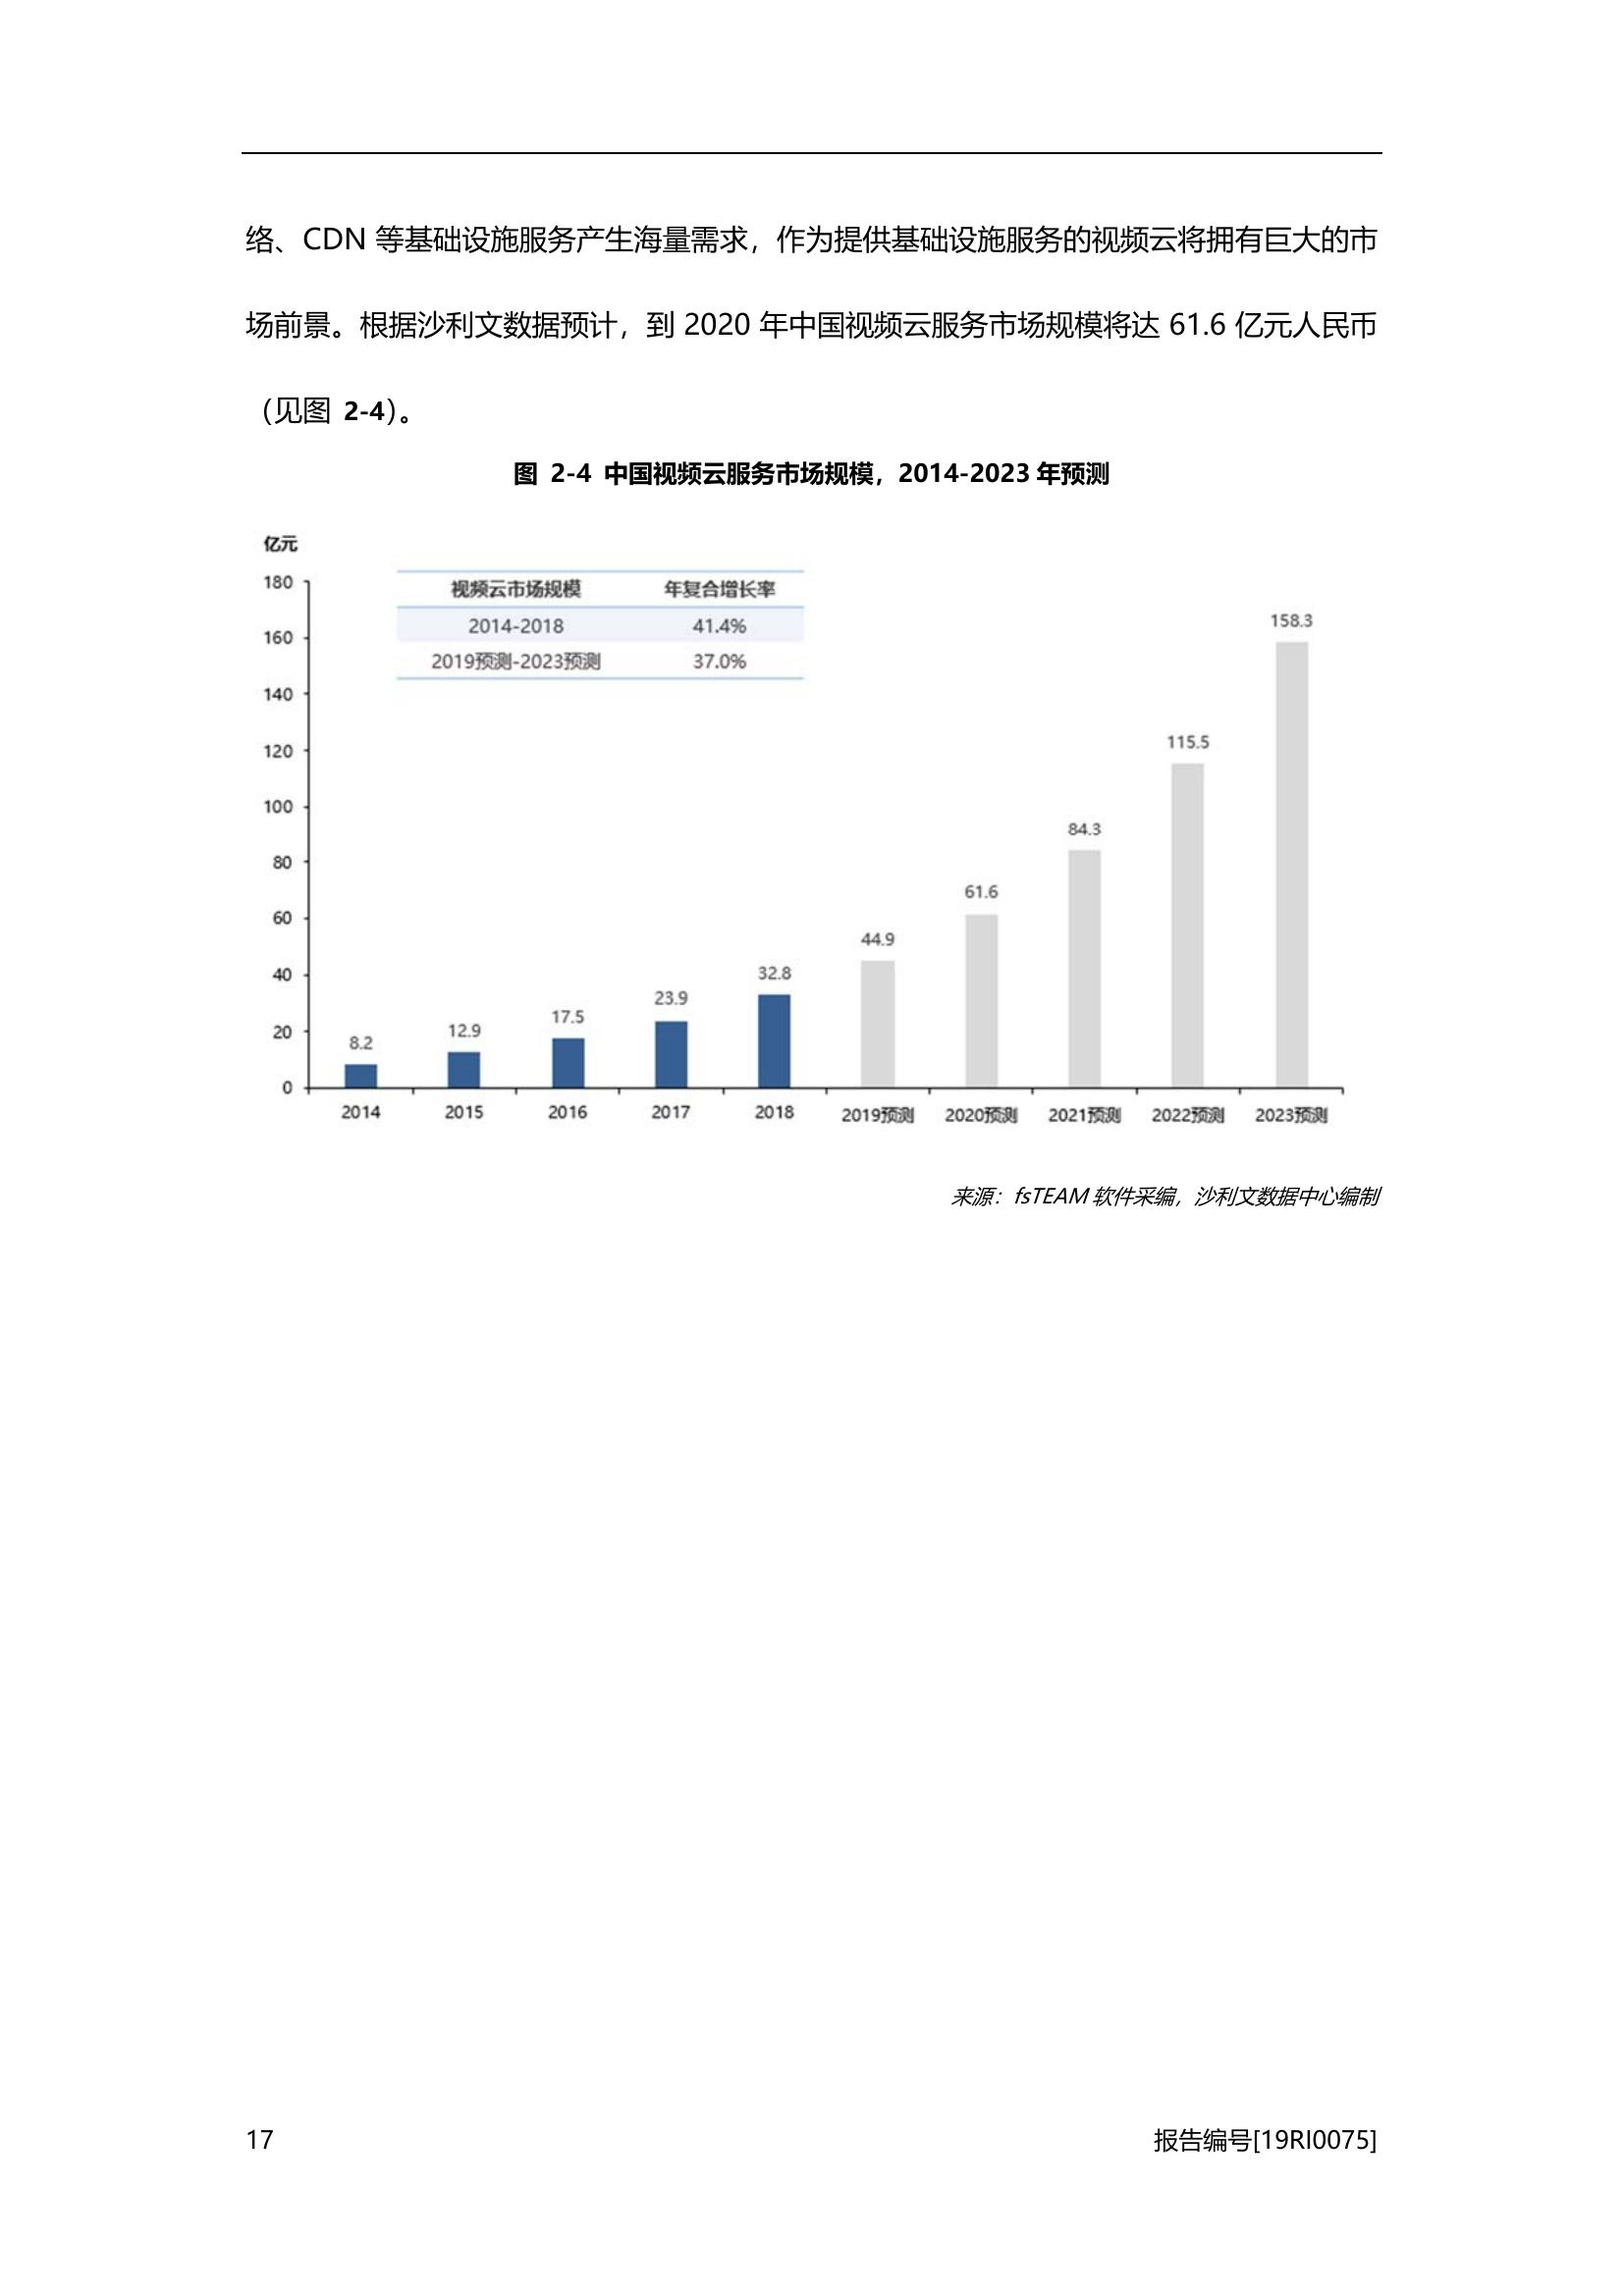 络、CDN 等基础设施服务产生海量需求，作为提供基础设施服务的视频云将拥有巨大的市
场前景。根据沙利文数据预计，到 2020 年中国视频云服务市场规模将达 61.6 亿元人民币
（见图 2-4）。
图 2-4 中国视频云服务市场规模，2014-2023 年预测
亿元
视频云市场规模 年复合增长率
2014-2018 41.4%
2019预测-2023预测 37.0%
180
160
140
120
100
80
60
40
20
0
8.2
12.9
17.5
23.9
32.8
44.9
61.6
84.3
115.5
158.3
2014 2015 2016 2017 2018 2019预测 2020预测 2021预测 2022预测 2023预测
来源：fsTEAM 软件采编，沙利文数据中心编制
17 报告编号[19RI0075]